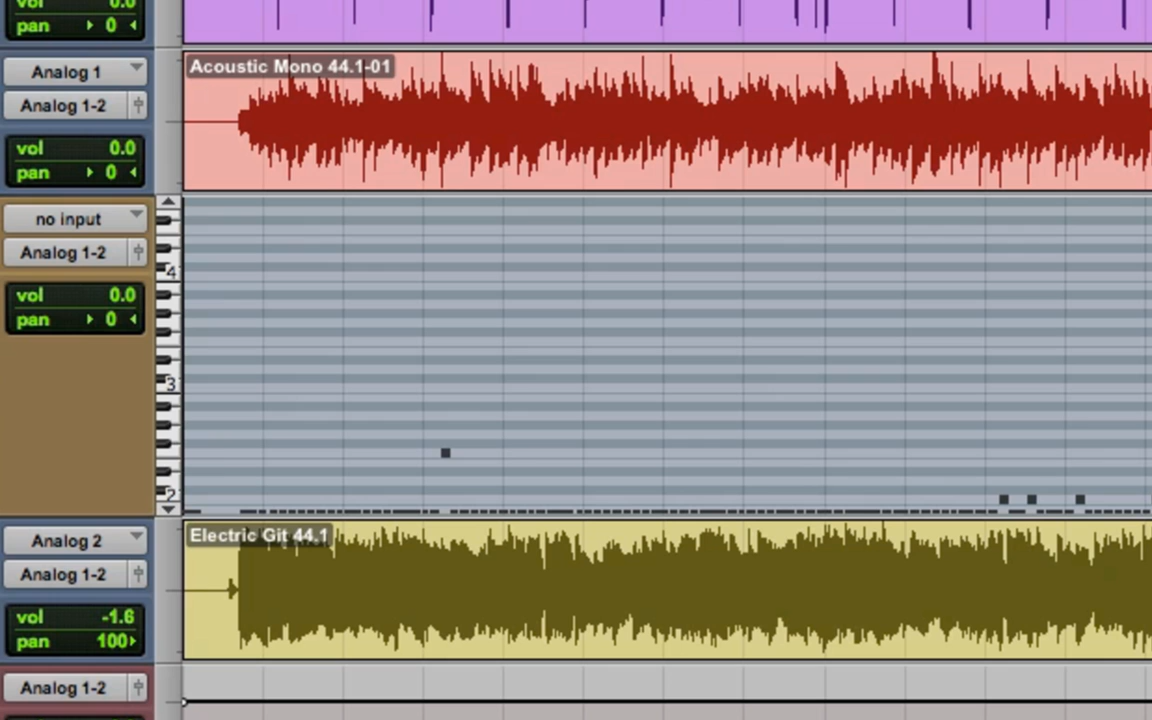 vol 0.0
pan 0
Analog 1
Analog 1-2
vol 0.0
pan 0
Acoustic Mono 44.1-01
no input
Analog 1-2
vol 0.0
pan 0
4
3
2
Analog 2
Analog 1-2
vol -1.6
pan 100
Electric Git 44.1
Analog 1-2